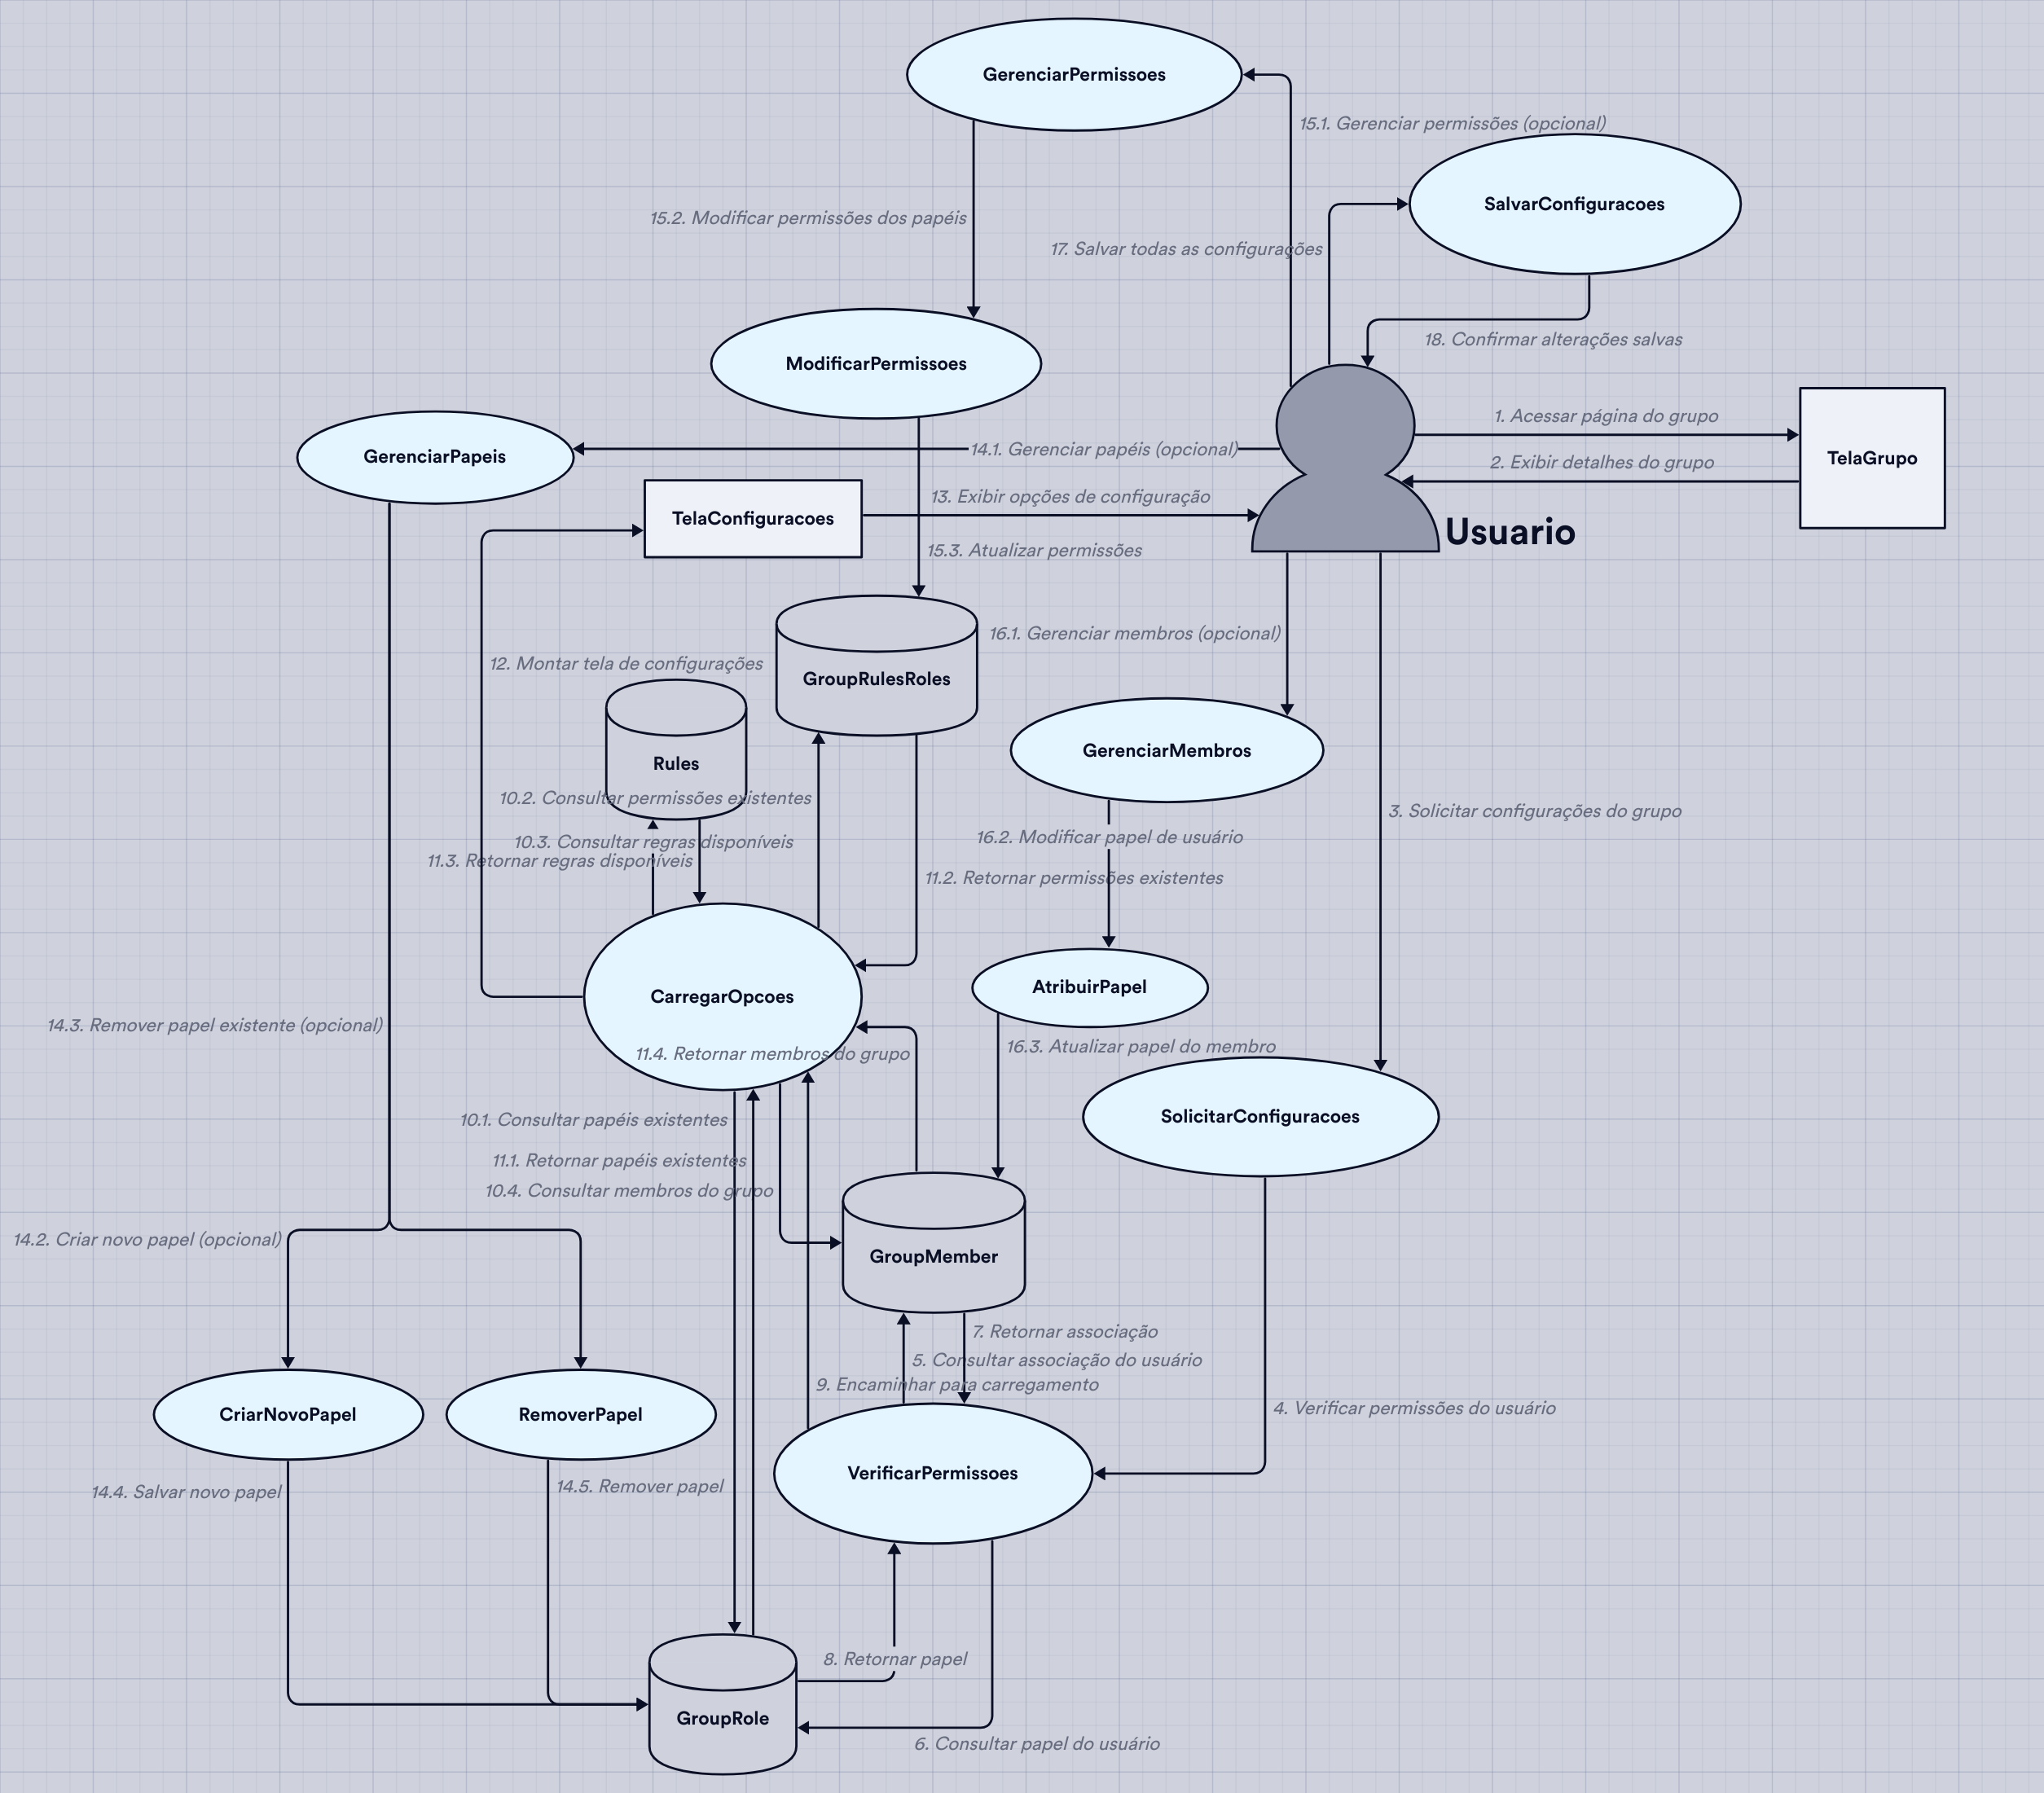 GerenciarPermissoes
15.1. Gerenciar permissões (opcional)
SalvarConfiguracoes
15.2. Modificar permissões dos papéis
17. Salvar todas as configurações
18. Confirmar alterações salvas
ModificarPermissoes
1. Acessar página do grupo
GerenciarPapeis
14.1. Gerenciar papéis (opcional)
TelaGrupo
2. Exibir detalhes do grupo
13. Exibir opções de configuração
TelaConfiguracoes
Usuario
15.3. Atualizar permissões
16.1. Gerenciar membros (opcional)
12. Montar tela de configurações
GroupRulesRoles
GerenciarMembros
Rules
10.2. Consultar permissões existentes
3. Solicitar configurações do grupo
16.2. Modificar papel de usuário
10.3. Consultar regras disponíveis
11.3. Retornar regras disponíveis
11.2. Retornar permissões existentes
AtribuirPapel
CarregarOpcoes
14.3. Remover papel existente (opcional)
16.3. Atualizar papel do membro
11.4. Retornar membros do grupo
SolicitarConfiguracoes
10.1. Consultar papéis existentes
11.1. Retornar papéis existentes
10.4. Consultar membros do grupo
14.2. Criar novo papel (opcional)
GroupMember
7. Retornar associação
5. Consultar associação do usuário
9. Encaminhar para carregamento
4. Verificar permissões do usuário
CriarNovoPapel
RemoverPapel
VerificarPermissoes
14.5. Remover papel
14.4. Salvar novo papel
8. Retornar papel
GroupRole
6. Consultar papel do usuário